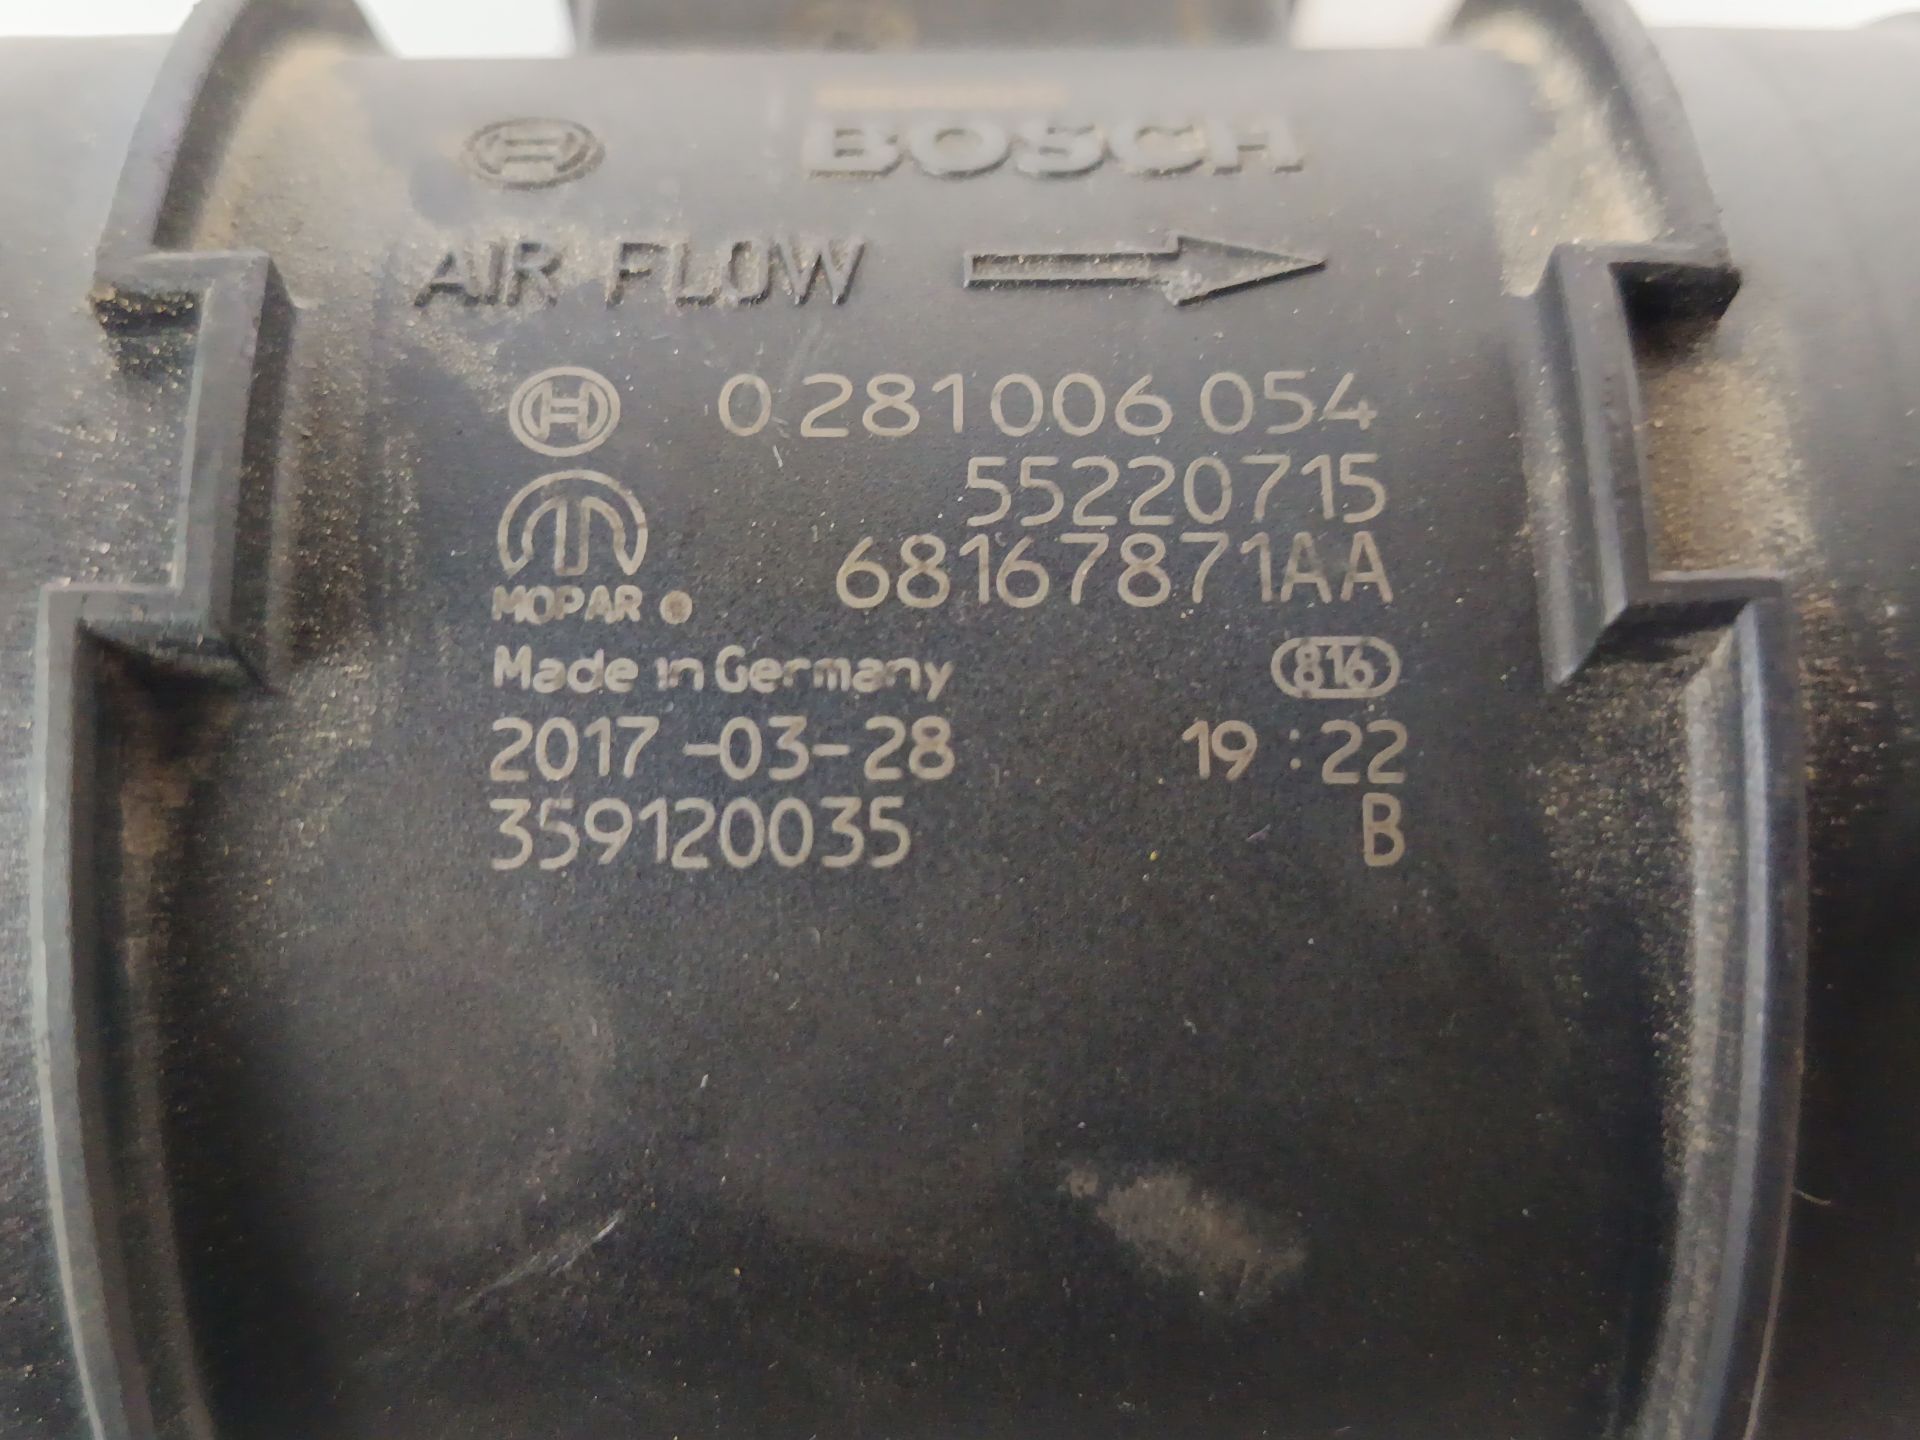 BOSCH
AIR FLOW
0 281 006 054
55220715
68167871AA
MOPAR
Made in Germany 816
2017-03-28 19:22
359120035 B